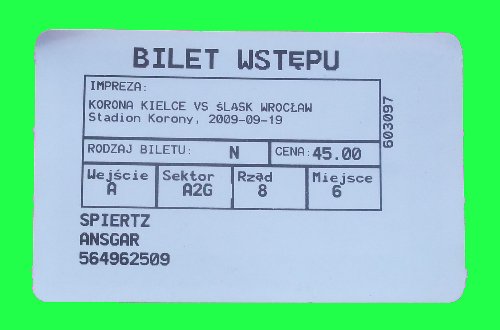 BILET WSTĘPU
IMPREZA:
KORONA KIELCE VS ŚLĄSK WROCŁAW
Stadion Korony, 2009-09-19
603097
RODZAJ BILETU: N CENA: 45.00
Wejście Sektor Rząd Miejsce
A A2G 8 6
SPIERTZ
ANSGAR
564962509